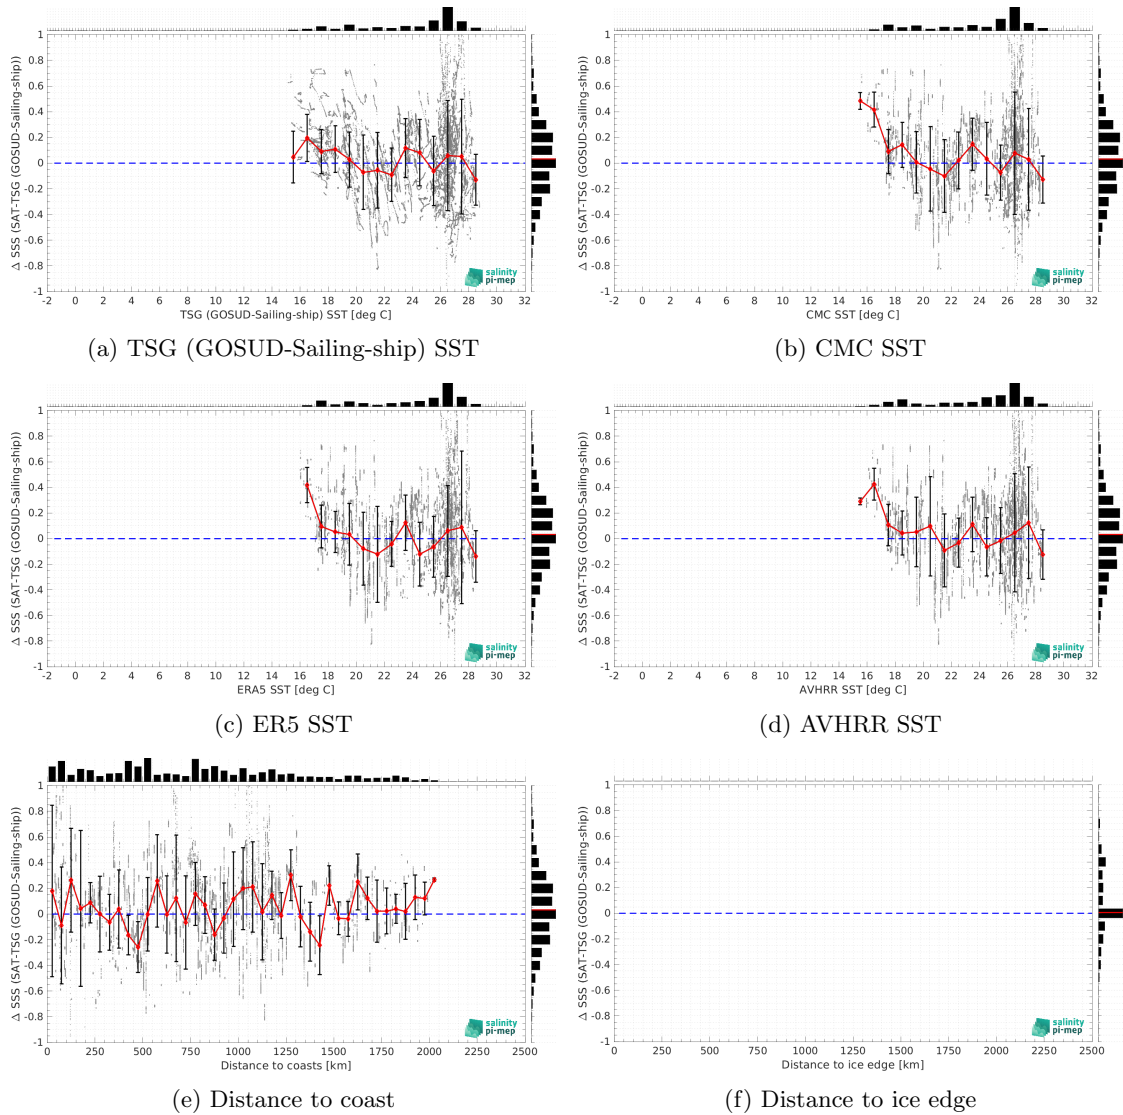 1
0.8
0.6
0.4
0.2
0
-0.2
-0.4
-0.6
-0.8
-1
Δ SSS (SAT-TSG (GOSUD-Sailing-ship))
salinity
pi-mep
-2 0 2 4 6 8 10 12 14 16 18 20 22 24 26 28 30 32
TSG (GOSUD-Sailing-ship) SST [deg C]
(a) TSG (GOSUD-Sailing-ship) SST
1
0.8
0.6
0.4
0.2
0
-0.2
-0.4
-0.6
-0.8
-1
Δ SSS (SAT-TSG (GOSUD-Sailing-ship))
salinity
pi-mep
-2 0 2 4 6 8 10 12 14 16 18 20 22 24 26 28 30 32
CMC SST [deg C]
(b) CMC SST
1
0.8
0.6
0.4
0.2
0
-0.2
-0.4
-0.6
-0.8
-1
Δ SSS (SAT-TSG (GOSUD-Sailing-ship))
salinity
pi-mep
-2 0 2 4 6 8 10 12 14 16 18 20 22 24 26 28 30 32
ERA5 SST [deg C]
(c) ER5 SST
1
0.8
0.6
0.4
0.2
0
-0.2
-0.4
-0.6
-0.8
-1
Δ SSS (SAT-TSG (GOSUD-Sailing-ship))
salinity
pi-mep
-2 0 2 4 6 8 10 12 14 16 18 20 22 24 26 28 30 32
AVHRR SST [deg C]
(d) AVHRR SST
1
0.8
0.6
0.4
0.2
0
-0.2
-0.4
-0.6
-0.8
-1
Δ SSS (SAT-TSG (GOSUD-Sailing-ship))
salinity
pi-mep
0 250 500 750 1000 1250 1500 1750 2000 2250 2500
Distance to coasts [km]
(e) Distance to coast
1
0.8
0.6
0.4
0.2
0
-0.2
-0.4
-0.6
-0.8
-1
Δ SSS (SAT-TSG (GOSUD-Sailing-ship))
salinity
pi-mep
0 250 500 750 1000 1250 1500 1750 2000 2250 2500
Distance to ice edge [km]
(f) Distance to ice edge